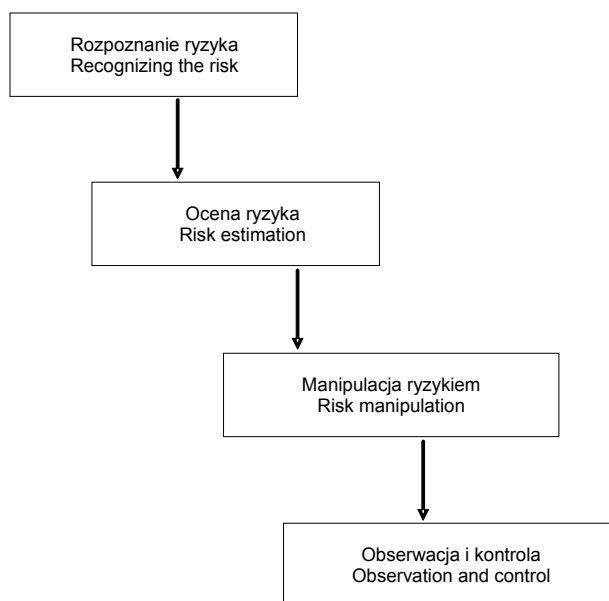 Rozpoznanie ryzyka
Recognizing the risk
Ocena ryzyka
Risk estimation
Manipulacja ryzykiem
Risk manipulation
Obserwacja i kontrola
Observation and control